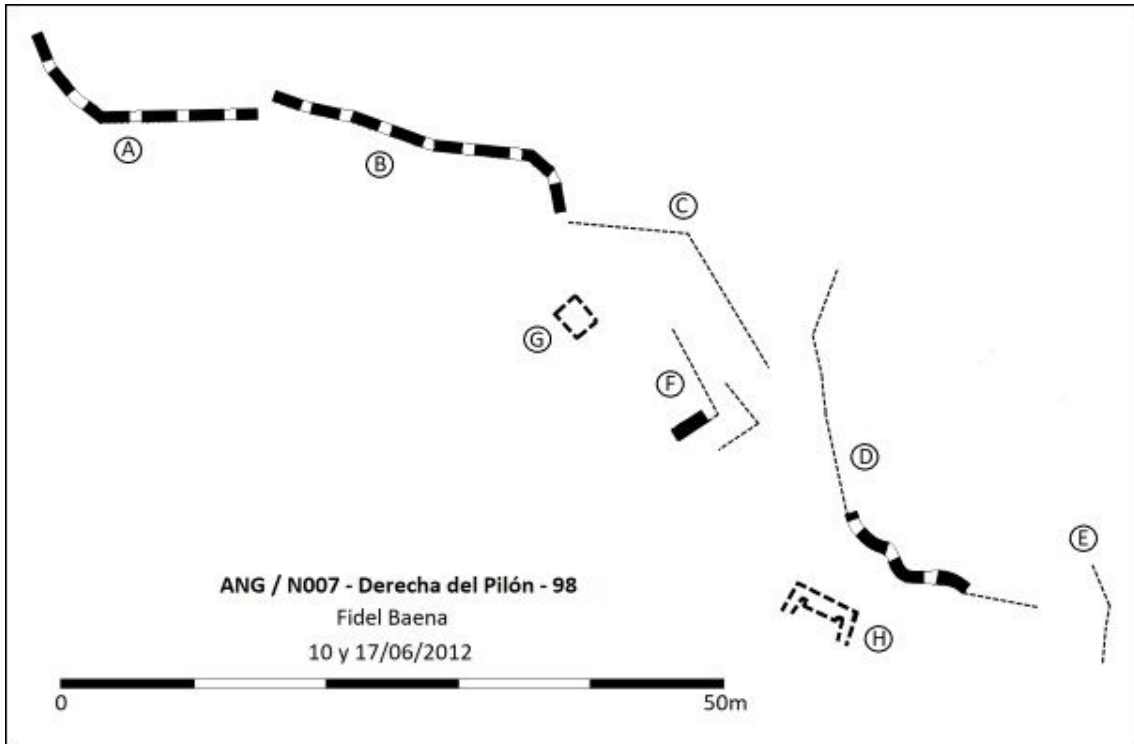 A
B
C
G
F
D
E
H
ANG / N007 - Derecha del Pilón - 98
Fidel Baena
10 y 17/06/2012
0
50m